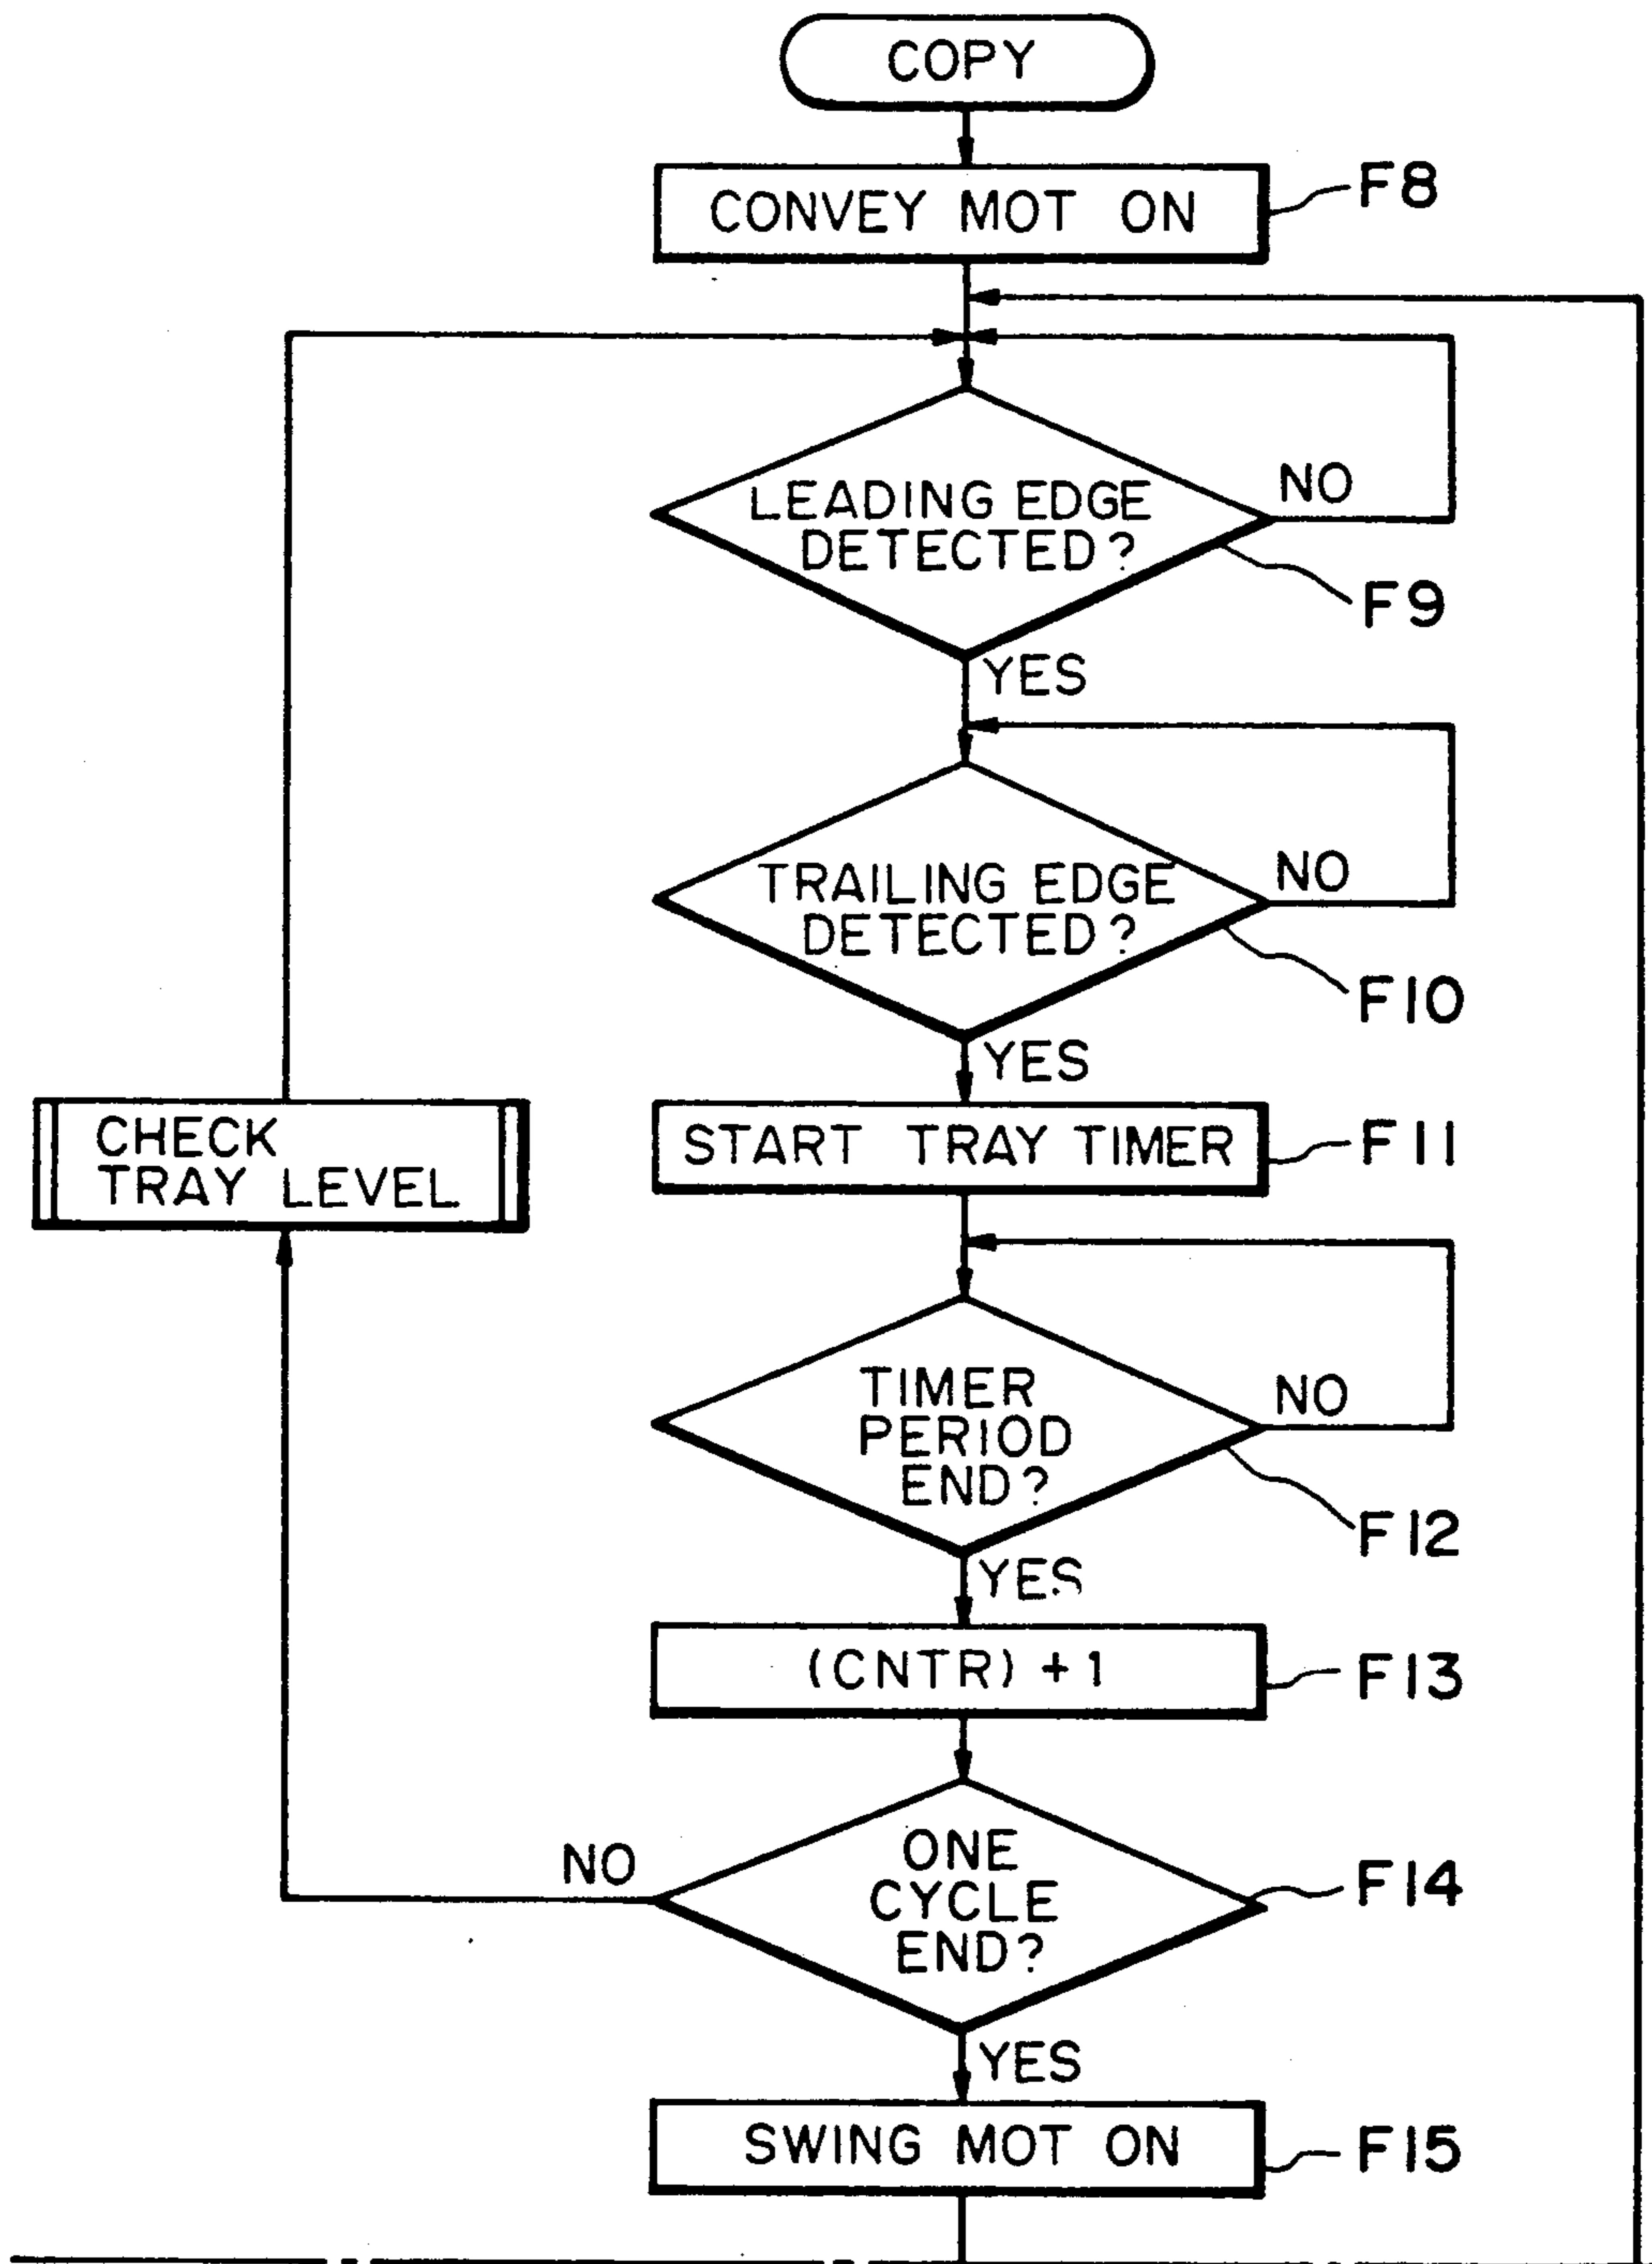 COPY
CONVEY MOT ON
F8
LEADING EDGE
DETECTED?
NO
F9
YES
TRAILING EDGE
DETECTED?
NO
F10
YES
CHECK
TRAY LEVEL
START TRAY TIMER
F11
TIMER
PERIOD
END?
NO
F12
YES
(CNTR) +1
F13
ONE
CYCLE
END?
NO
F14
YES
SWING MOT ON
F15